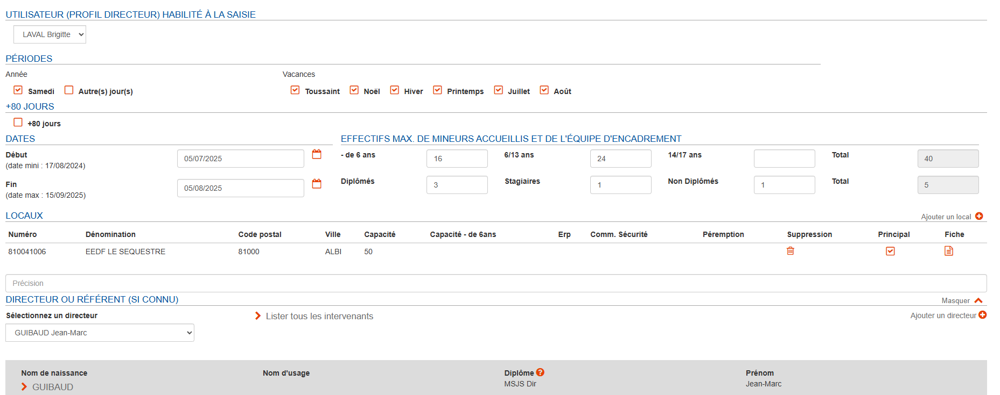 UTILISATEUR (PROFIL DIRECTEUR) HABILITÉ À LA SAISIE
LAVAL Brigitte
PÉRIODES
Année Vacances
Samedi Autre(s) jour(s) Toussaint Noël Hiver Printemps Juillet Août
+80 JOURS
+80 jours
DATES EFFECTIFS MAX. DE MINEURS ACCUEILLIS ET DE L'ÉQUIPE D'ENCADREMENT
Début 05/07/2025 - de 6 ans 16 6/13 ans 24 14/17 ans Total 40
(date mini : 17/08/2024)
Fin 05/08/2025 Diplômés 3 Stagiaires 1 Non Diplômés 1 Total 5
(date max : 15/09/2025)
LOCAUX Ajouter un local
Numéro Dénomination Code postal Ville Capacité Capacité - de 6ans Erp Comm. Sécurité Péremption Suppression Principal Fiche
810041006 EEDF LE SEQUESTRE 81000 ALBI 50
Précision
DIRECTEUR OU RÉFÉRENT (SI CONNU) Masquer
Sélectionnez un directeur Lister tous les intervenants Ajouter un directeur
GUIBAUD Jean-Marc
Nom de naissance Nom d'usage Diplôme Prénom
GUIBAUD MSJS Dir Jean-Marc